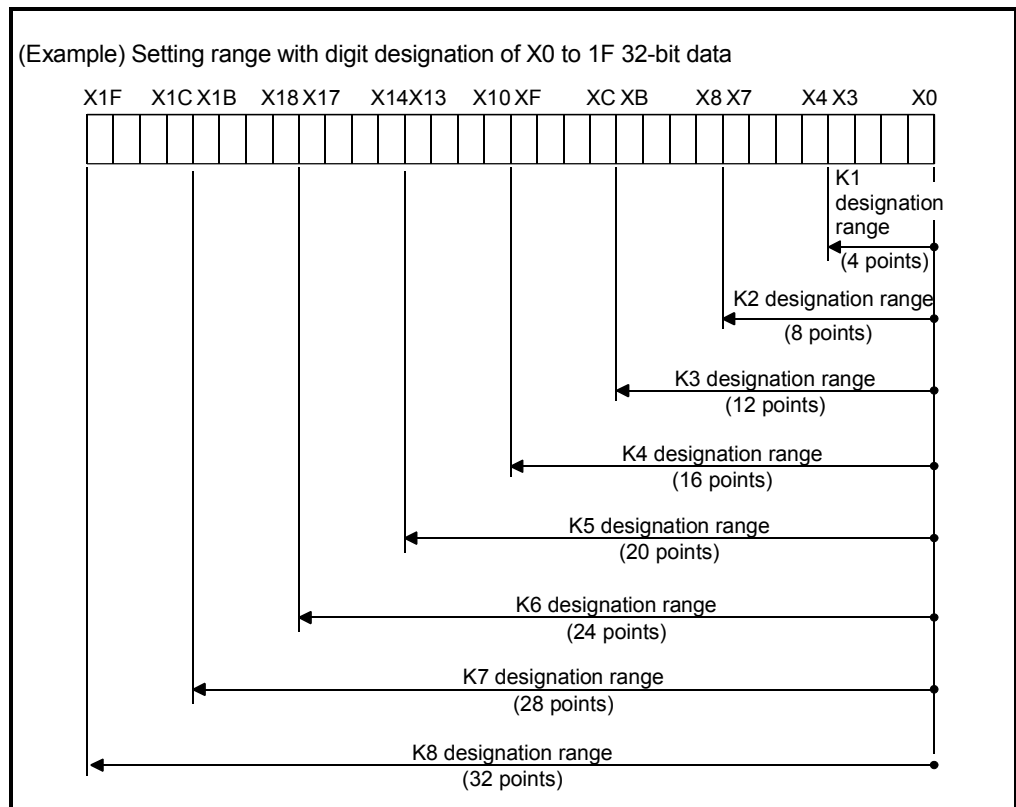 (Example) Setting range with digit designation of X0 to 1F 32-bit data
X1F X1C X1B X18 X17 X14X13 X10 XF XC XB X8 X7 X4 X3 X0
K1
designation
range
(4 points)
K2 designation range
(8 points)
K3 designation range
(12 points)
K4 designation range
(16 points)
K5 designation range
(20 points)
K6 designation range
(24 points)
K7 designation range
(28 points)
K8 designation range
(32 points)